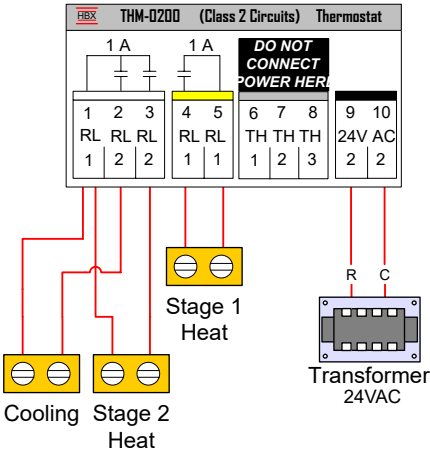 HBX THM-0200 (Class 2 Circuits) Thermostat
1 A 1 A DO NOT
CONNECT
POWER HERE
1 2 3 4 5 6 7 8 9 10
RL RL RL RL RL TH TH TH 24V AC
1 2 2 1 1 1 2 3 2 2
R C
Stage 1
Heat
Transformer
24VAC
Cooling Stage 2
Heat